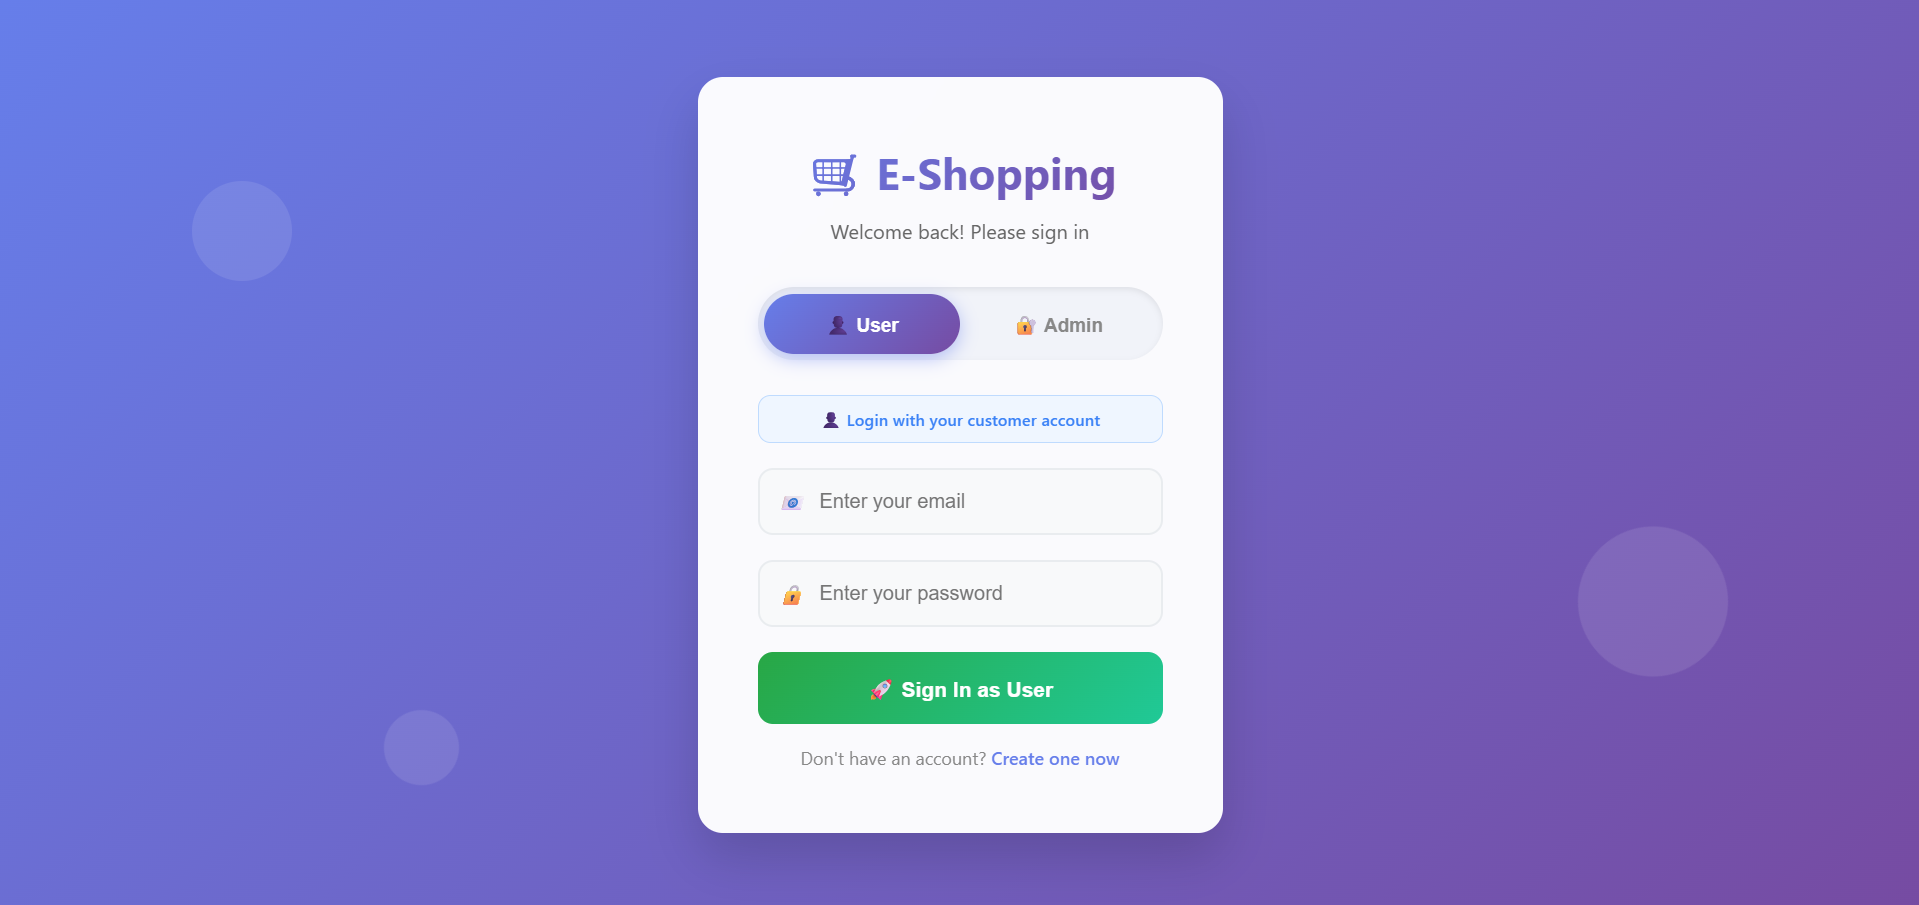 E-Shopping
Welcome back! Please sign in
User
Admin
Login with your customer account
Enter your email
Enter your password
Sign In as User
Don't have an account? Create one now